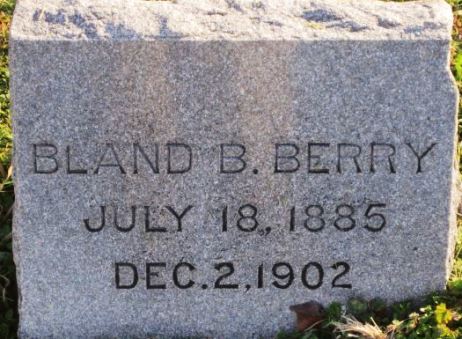 BLAND B. BERRY
JULY 18, 1885
DEC. 2, 1902